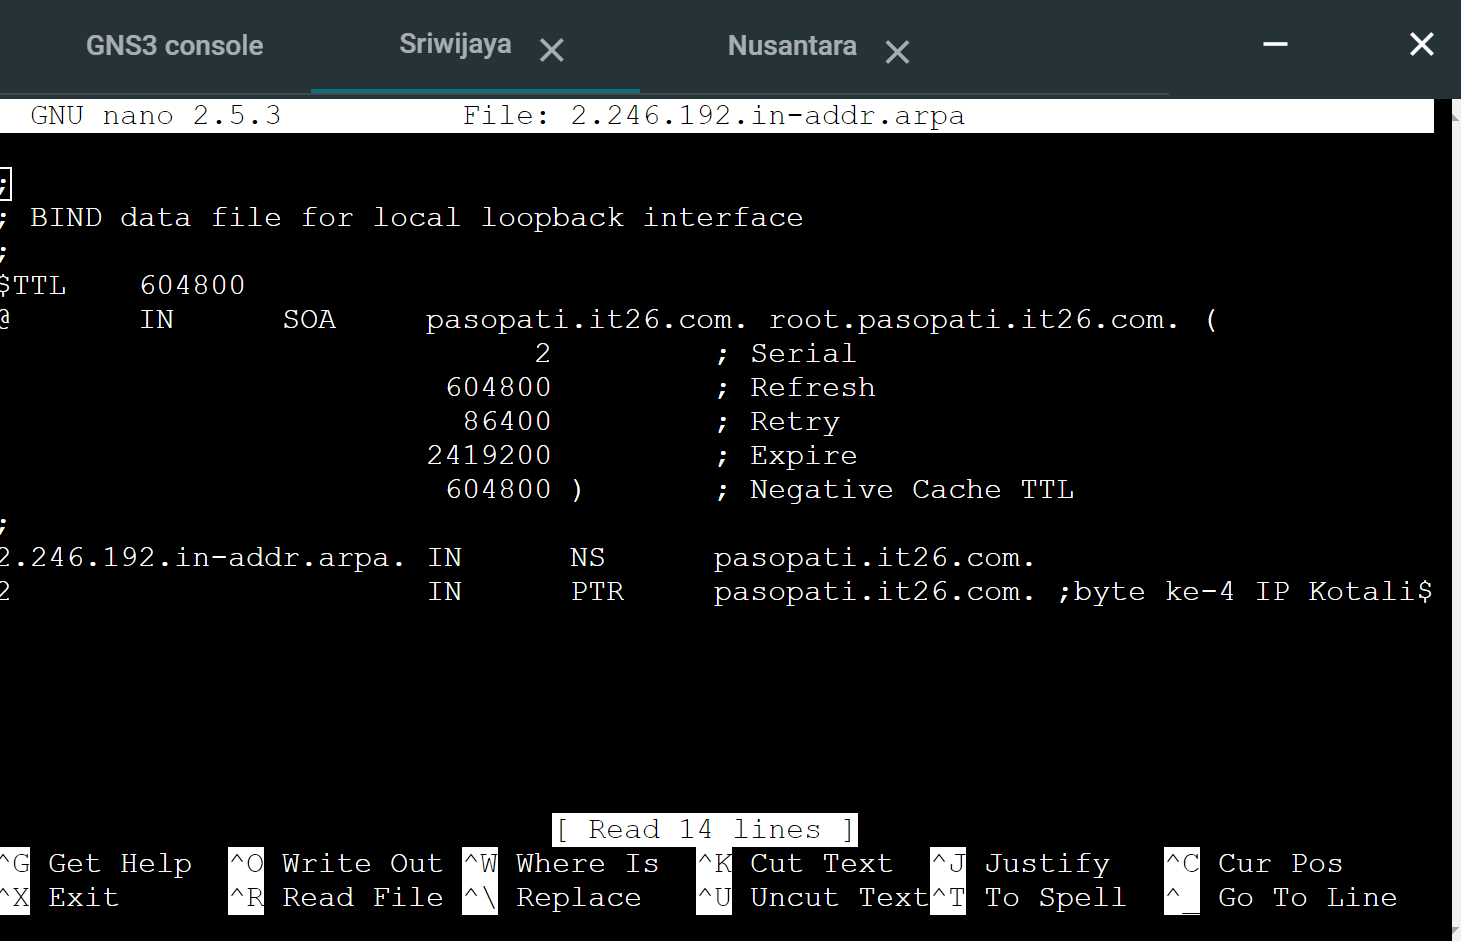 GNS3 console Sriwijaya Nusantara
GNU nano 2.5.3 File: 2.246.192.in-addr.arpa
;
; BIND data file for local loopback interface
;
$TTL 604800
@ IN SOA pasopati.it26.com. root.pasopati.it26.com. (
2 ; Serial
604800 ; Refresh
86400 ; Retry
2419200 ; Expire
604800 ) ; Negative Cache TTL
;
2.246.192.in-addr.arpa. IN NS pasopati.it26.com.
2 IN PTR pasopati.it26.com. ;byte ke-4 IP Kotali$
[ Read 14 lines ]
^G Get Help ^O Write Out ^W Where Is ^K Cut Text ^J Justify ^C Cur Pos
^X Exit ^R Read File ^\ Replace ^U Uncut Text ^T To Spell ^_ Go To Line